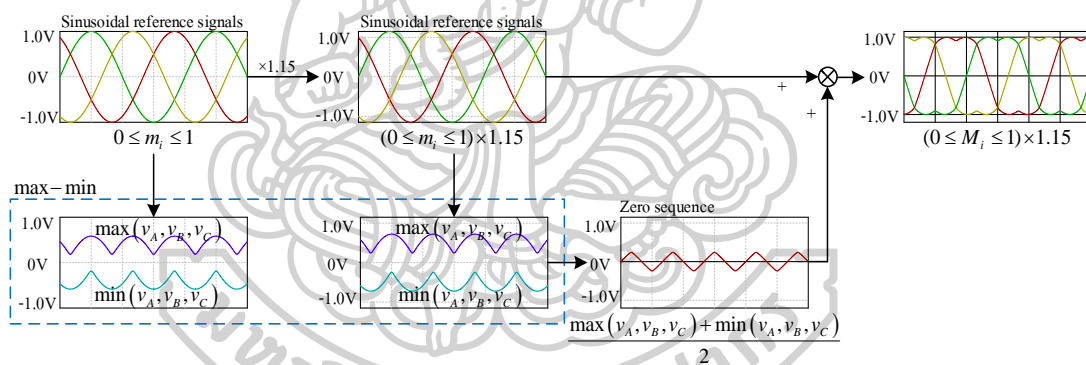 Sinusoidal reference signals
1.0V
0V
-1.0V
0 ≤ m_i ≤ 1
×1.15
Sinusoidal reference signals
1.0V
0V
-1.0V
(0 ≤ m_i ≤ 1)×1.15
+
+
1.0V
0V
-1.0V
(0 ≤ M_i ≤ 1)×1.15
max−min
1.0V
0V
-1.0V
max(v_A, v_B, v_C)
min(v_A, v_B, v_C)
1.0V
0V
-1.0V
max(v_A, v_B, v_C)
min(v_A, v_B, v_C)
Zero sequence
1.0V
0V
-1.0V
max(v_A, v_B, v_C)+min(v_A, v_B, v_C)
2